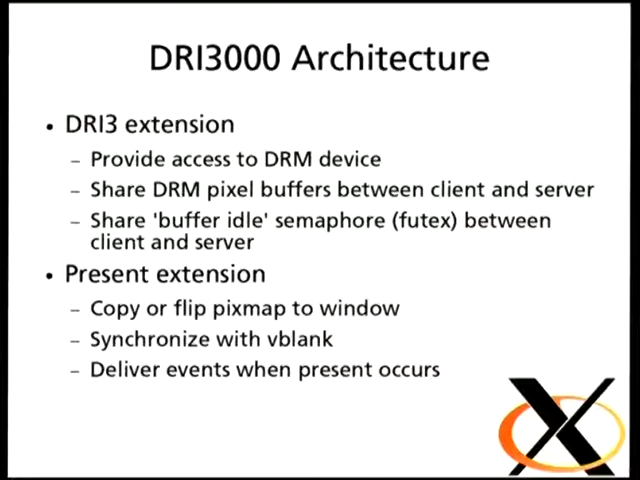 DRI3000 Architecture
• DRI3 extension
– Provide access to DRM device
– Share DRM pixel buffers between client and server
– Share 'buffer idle' semaphore (futex) between
client and server
• Present extension
– Copy or flip pixmap to window
– Synchronize with vblank
– Deliver events when present occurs